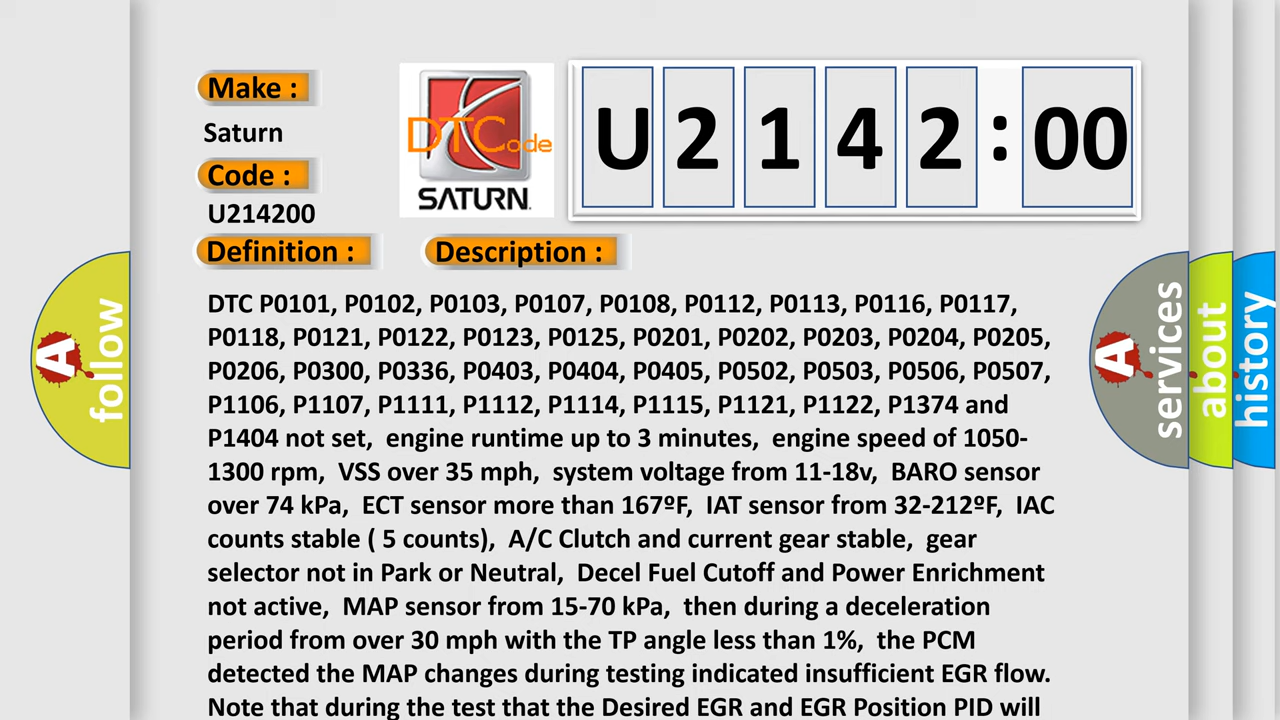 Make :
Saturn
Code :
U214200
Definition :
Description :
DTC Code
SATURN
U2142:00
DTC P0101, P0102, P0103, P0107, P0108, P0112, P0113, P0116, P0117,
P0118, P0121, P0122, P0123, P0125, P0201, P0202, P0203, P0204, P0205,
P0206, P0300, P0336, P0403, P0404, P0405, P0502, P0503, P0506, P0507,
P1106, P1107, P1111, P1112, P1114, P1115, P1121, P1122, P1374 and
P1404 not set, engine runtime up to 3 minutes, engine speed of 1050-
1300 rpm, VSS over 35 mph, system voltage from 11-18v, BARO sensor
over 74 kPa, ECT sensor more than 167ºF, IAT sensor from 32-212ºF, IAC
counts stable ( 5 counts), A/C Clutch and current gear stable, gear
selector not in Park or Neutral, Decel Fuel Cutoff and Power Enrichment
not active, MAP sensor from 15-70 kPa, then during a deceleration
period from over 30 mph with the TP angle less than 1%, the PCM
detected the MAP changes during testing indicated insufficient EGR flow.
Note that during the test that the Desired EGR and EGR Position PID will
A
follow
A
services
about
history